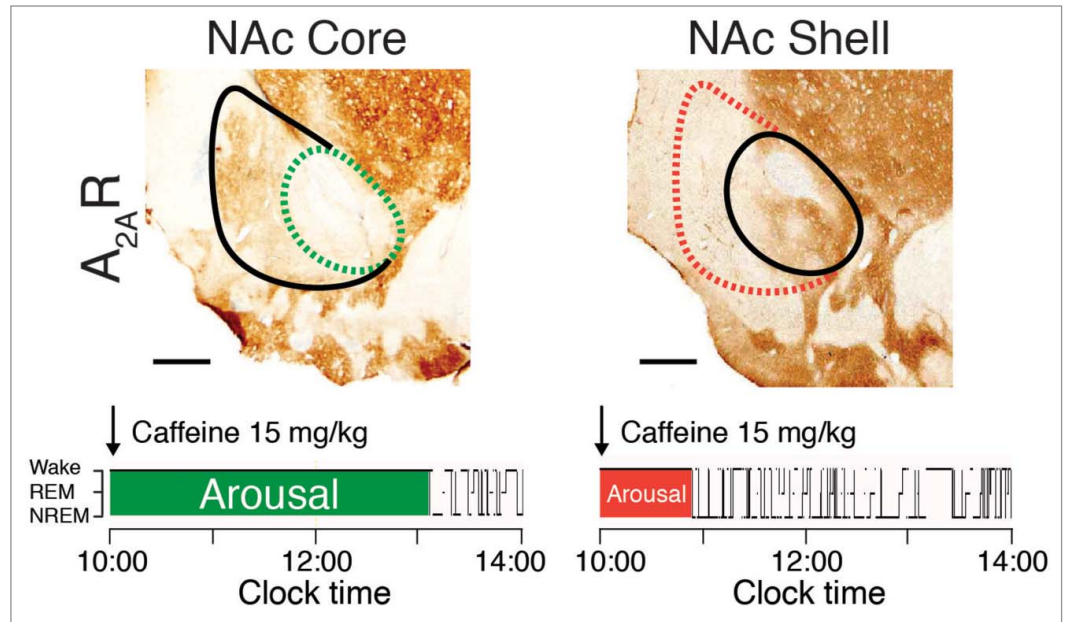 NAc Core
NAc Shell
A2AR
Caffeine 15 mg/kg
Wake
REM
NREM
Arousal
10:00 12:00 14:00
Clock time
Caffeine 15 mg/kg
Arousal
10:00 12:00 14:00
Clock time